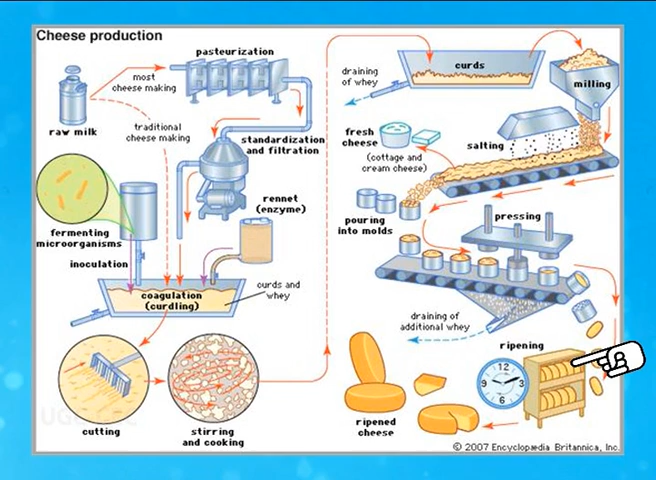 Cheese production
pasteurization
most
cheese making
raw milk
traditional
cheese making
standardization
and filtration
fermenting
microorganisms
rennet
(enzyme)
inoculation
coagulation
(curdling)
curds and
whey
cutting
stirring
and cooking
curds
draining
of whey
milling
fresh
cheese
(cottage and
cream cheese)
salting
pouring
into molds
pressing
draining of
additional whey
ripening
ripened
cheese
© 2007 Encyclopædia Britannica, Inc.